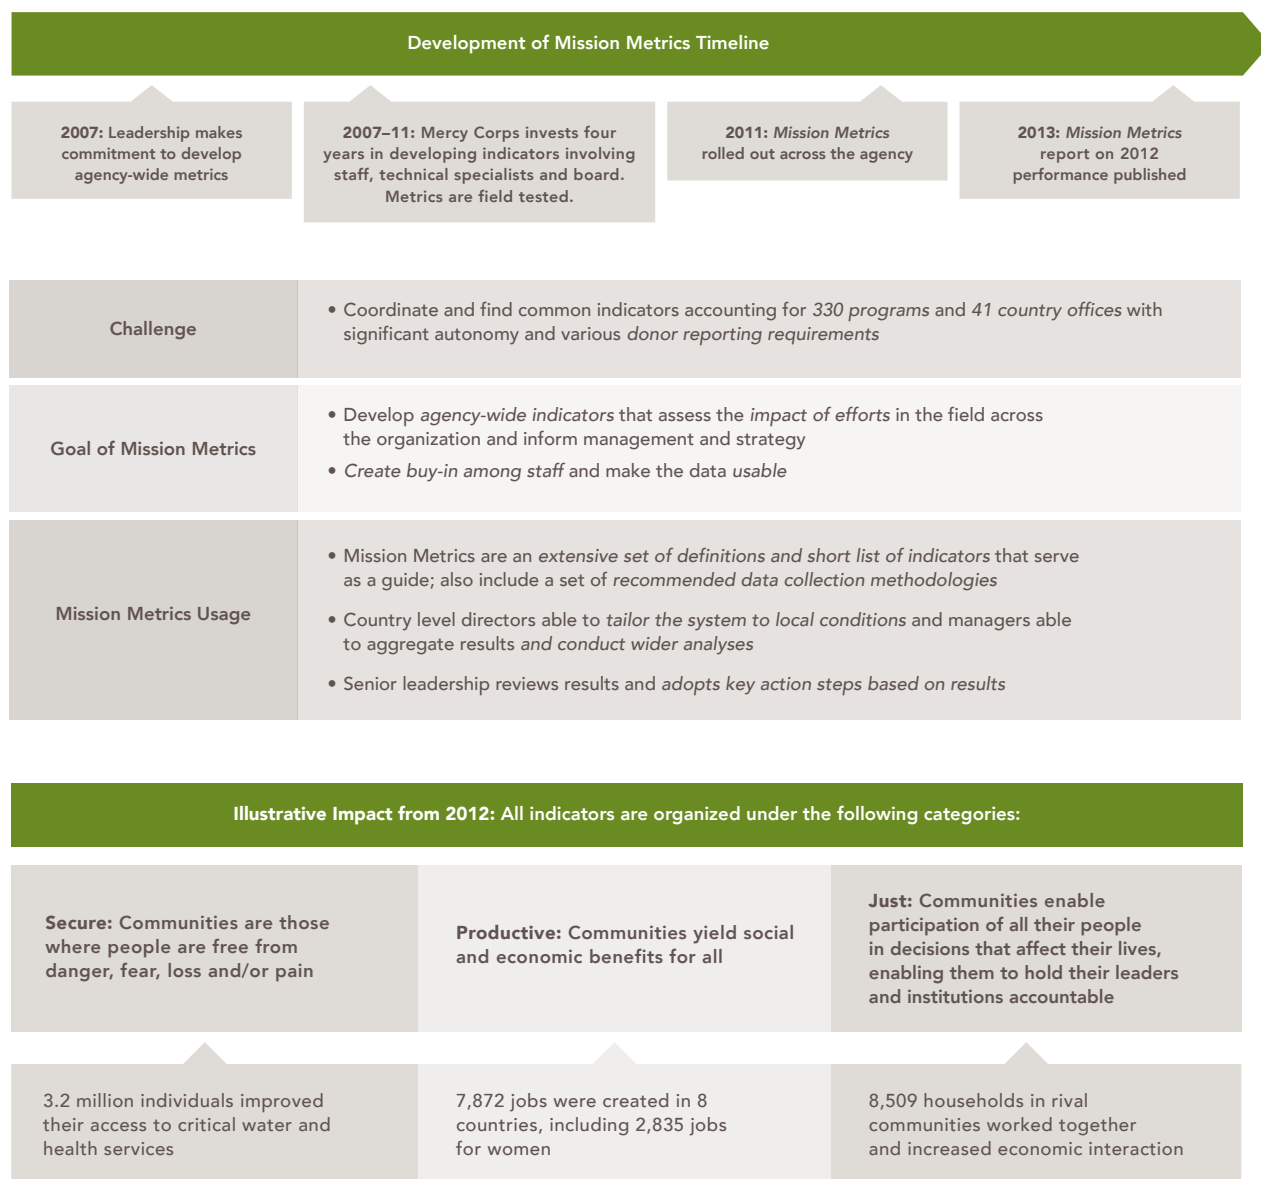 Development of Mission Metrics Timeline
2007: Leadership makes
commitment to develop
agency-wide metrics
2007–11: Mercy Corps invests four
years in developing indicators involving
staff, technical specialists and board.
Metrics are field tested.
2011: Mission Metrics
rolled out across the agency
2013: Mission Metrics
report on 2012
performance published
Challenge
• Coordinate and find common indicators accounting for 330 programs and 41 country offices with
significant autonomy and various donor reporting requirements
Goal of Mission Metrics
• Develop agency-wide indicators that assess the impact of efforts in the field across
the organization and inform management and strategy
• Create buy-in among staff and make the data usable
Mission Metrics Usage
• Mission Metrics are an extensive set of definitions and short list of indicators that serve
as a guide; also include a set of recommended data collection methodologies
• Country level directors able to tailor the system to local conditions and managers able
to aggregate results and conduct wider analyses
• Senior leadership reviews results and adopts key action steps based on results
Illustrative Impact from 2012: All indicators are organized under the following categories:
Secure: Communities are those
where people are free from
danger, fear, loss and/or pain
Productive: Communities yield social
and economic benefits for all
Just: Communities enable
participation of all their people
in decisions that affect their lives,
enabling them to hold their leaders
and institutions accountable
3.2 million individuals improved
their access to critical water and
health services
7,872 jobs were created in 8
countries, including 2,835 jobs
for women
8,509 households in rival
communities worked together
and increased economic interaction